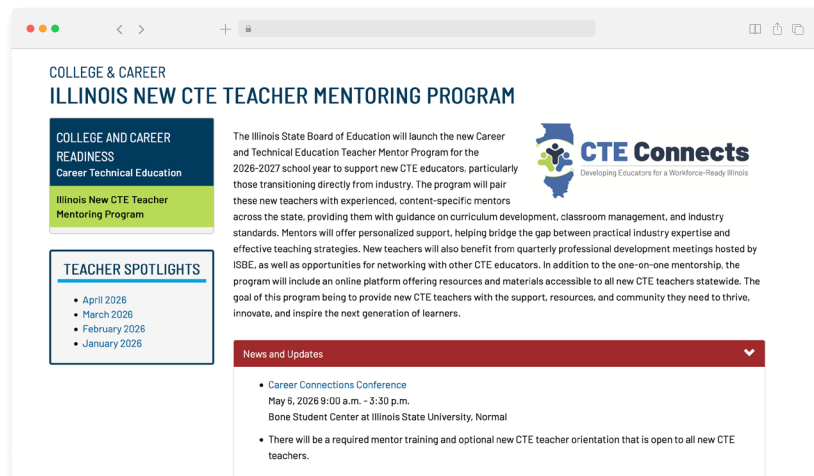 COLLEGE & CAREER
ILLINOIS NEW CTE TEACHER MENTORING PROGRAM
COLLEGE AND CAREER
READINESS
Career Technical Education
Illinois New CTE Teacher
Mentoring Program
TEACHER SPOTLIGHTS
April 2026
March 2026
February 2026
January 2026
The Illinois State Board of Education will launch the new Career
and Technical Education Teacher Mentor Program for the
2026-2027 school year to support new CTE educators, particularly
those transitioning directly from industry. The program will pair
these new teachers with experienced, content-specific mentors
across the state, providing them with guidance on curriculum development, classroom management, and industry
standards. Mentors will offer personalized support, helping bridge the gap between practical industry expertise and
effective teaching strategies. New teachers will also benefit from quarterly professional development meetings hosted by
ISBE, as well as opportunities for networking with other CTE educators. In addition to the one-on-one mentorship, the
program will include an online platform offering resources and materials accessible to all new CTE teachers statewide. The
goal of this program being to provide new CTE teachers with the support, resources, and community they need to thrive,
innovate, and inspire the next generation of learners.
CTE Connects
Developing Educators for a Workforce-Ready Illinois
News and Updates
Career Connections Conference
May 6, 2026 9:00 a.m. - 3:30 p.m.
Bone Student Center at Illinois State University, Normal
There will be a required mentor training and optional new CTE teacher orientation that is open to all new CTE
teachers.